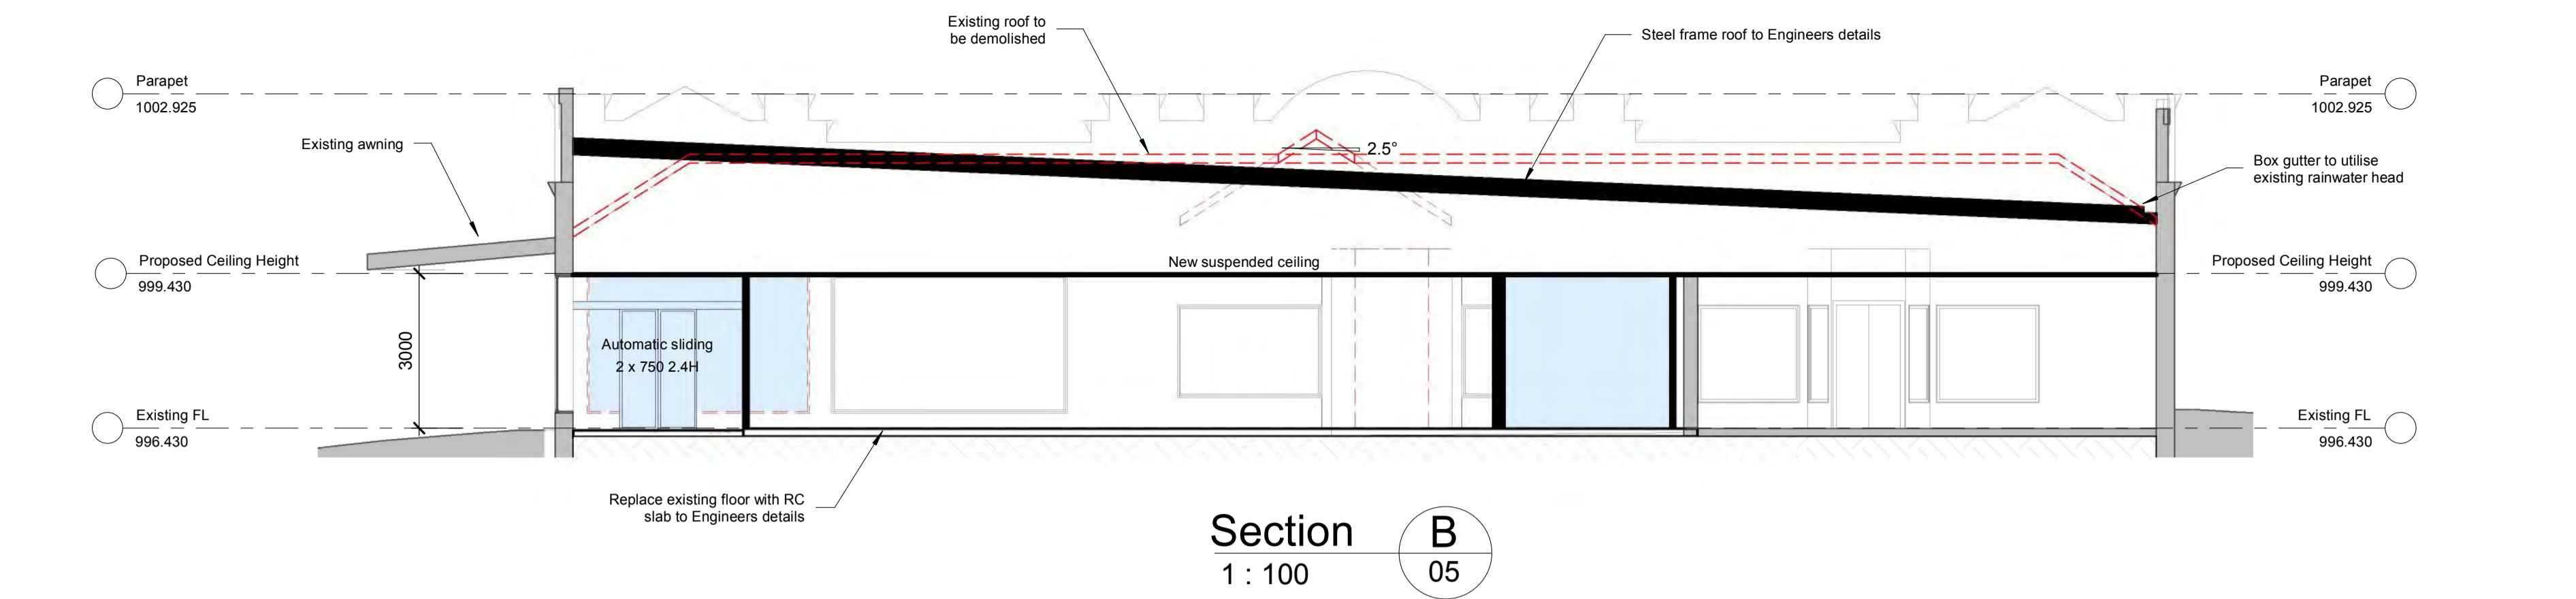 Existing roof to
be demolished
Steel frame roof to Engineers details
Parapet
1002.925
Parapet
1002.925
Existing awning
2.5°
Box gutter to utilise
existing rainwater head
Proposed Ceiling Height
999.430
New suspended ceiling
Proposed Ceiling Height
999.430
3000
Automatic sliding
2 x 750 2.4H
Existing FL
996.430
Existing FL
996.430
Replace existing floor with RC
slab to Engineers details
Section
1 : 100
B
05